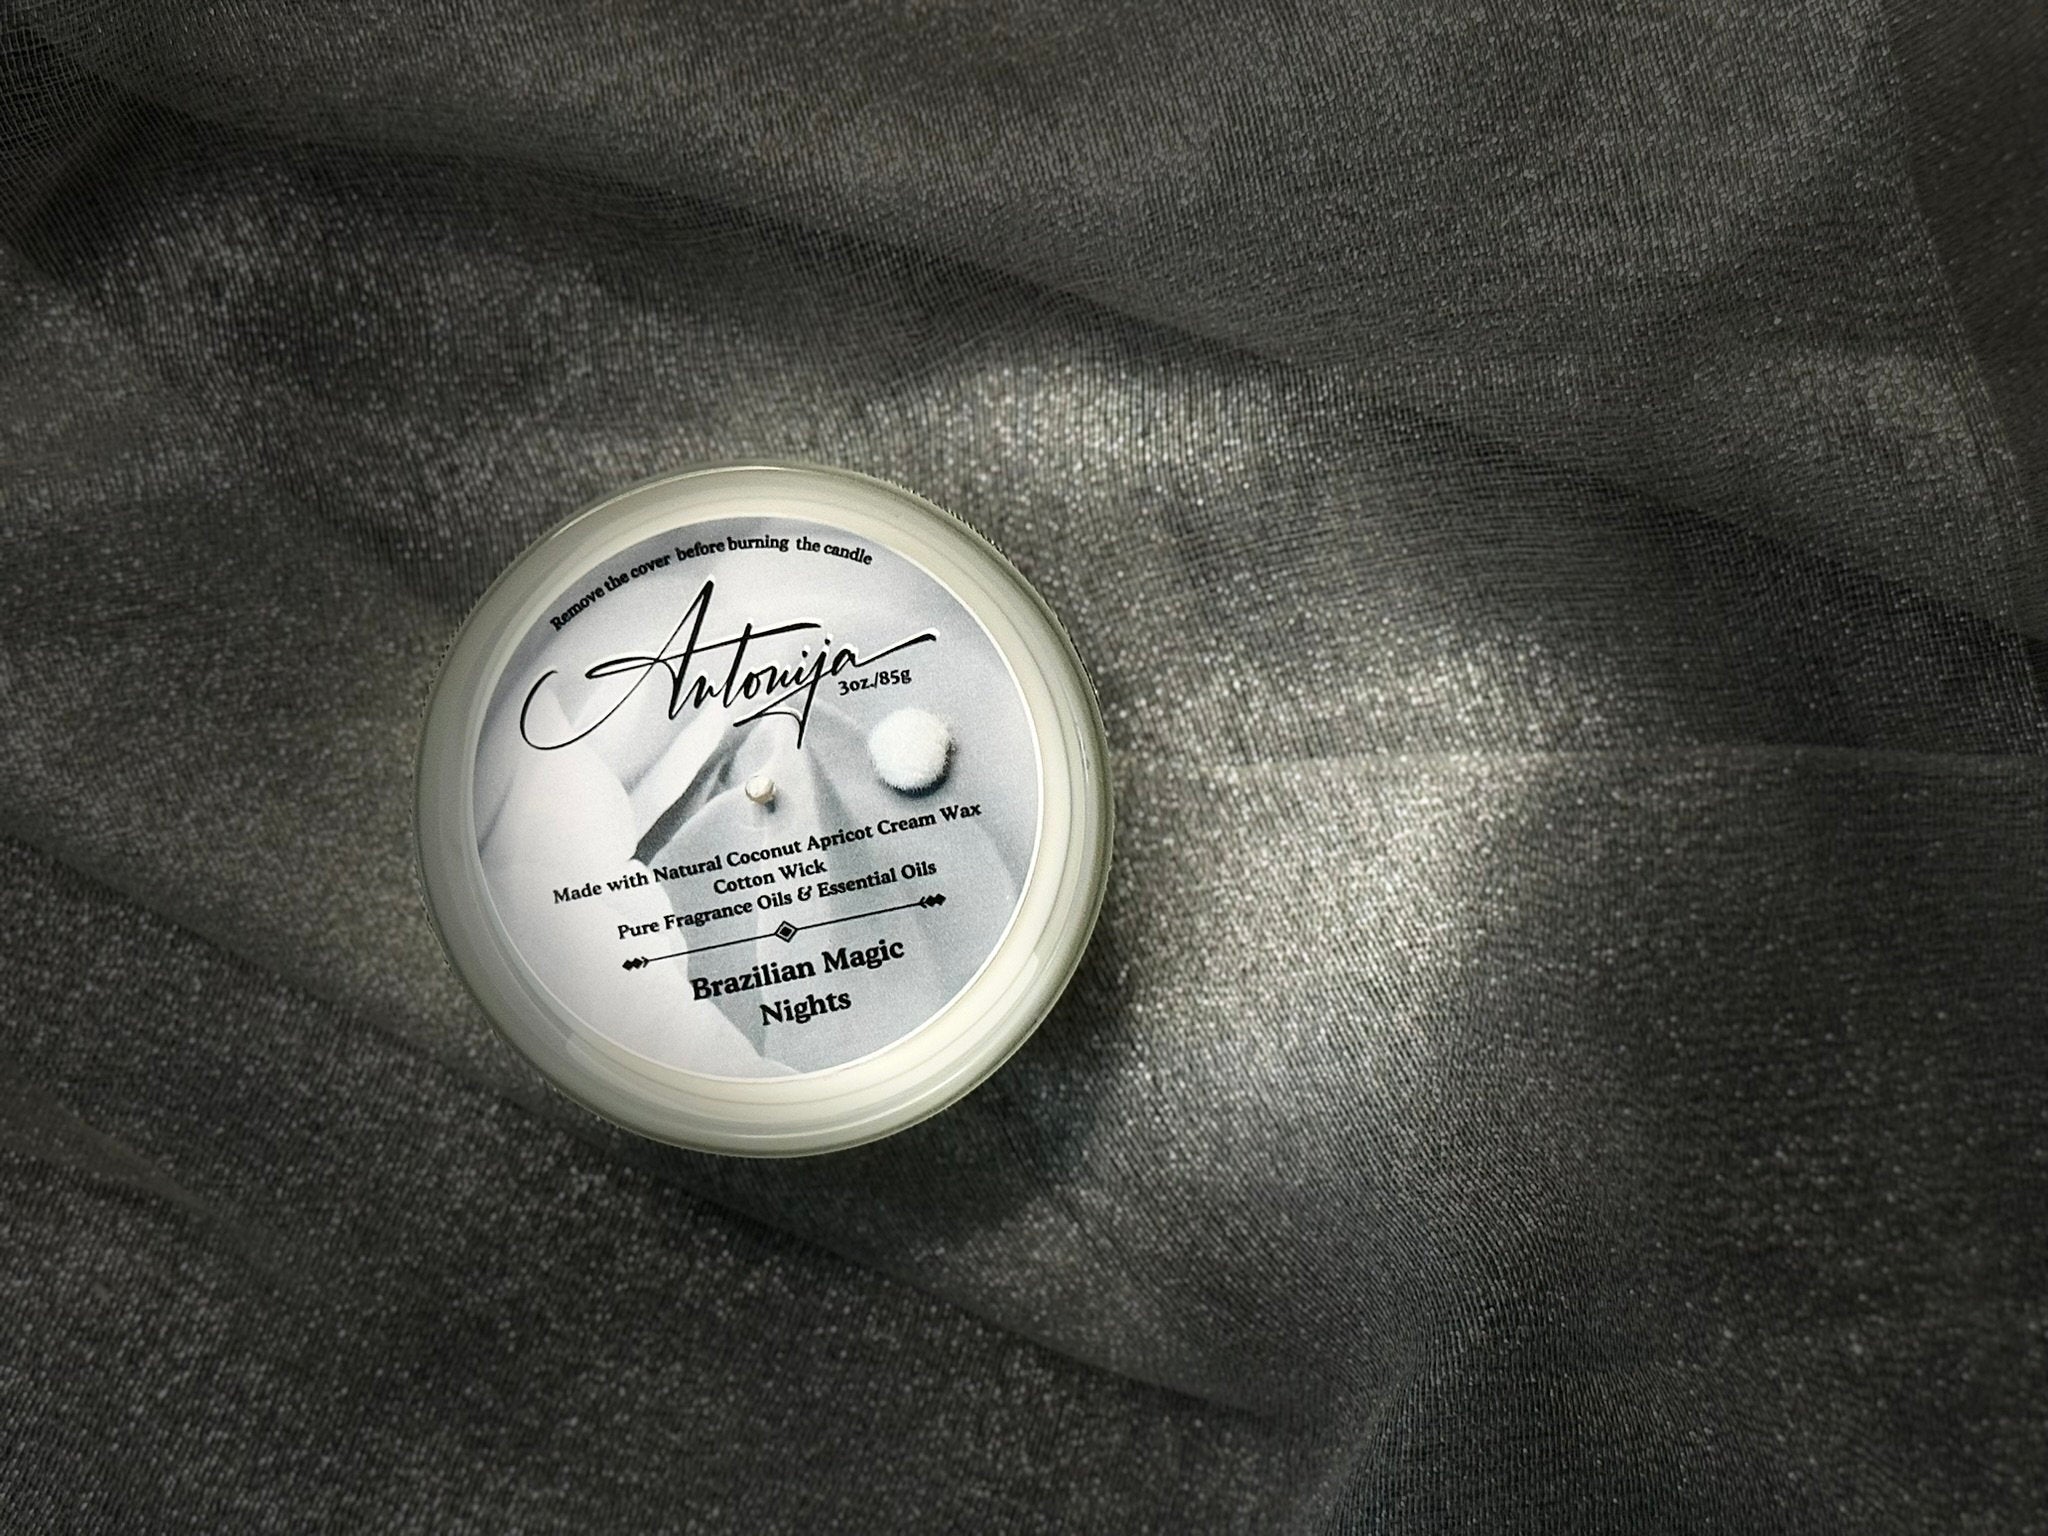 Remove the cover before burning the candle
Antonija
3oz./85g
Made with Natural Coconut Apricot Cream Wax
Cotton Wick
Pure Fragrance Oils & Essential Oils
Brazilian Magic
Nights